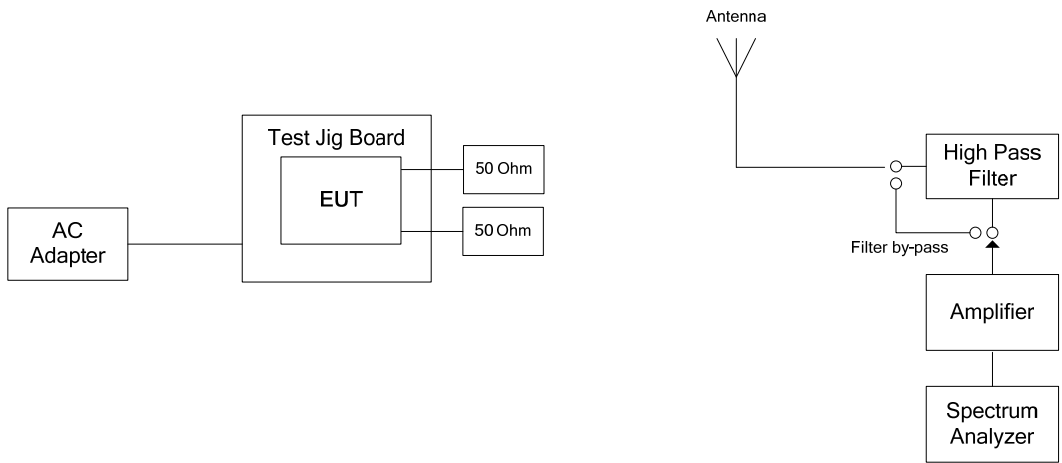 Antenna
Test Jig Board
EUT
50 Ohm
50 Ohm
AC
Adapter
High Pass
Filter
Filter by-pass
Amplifier
Spectrum
Analyzer